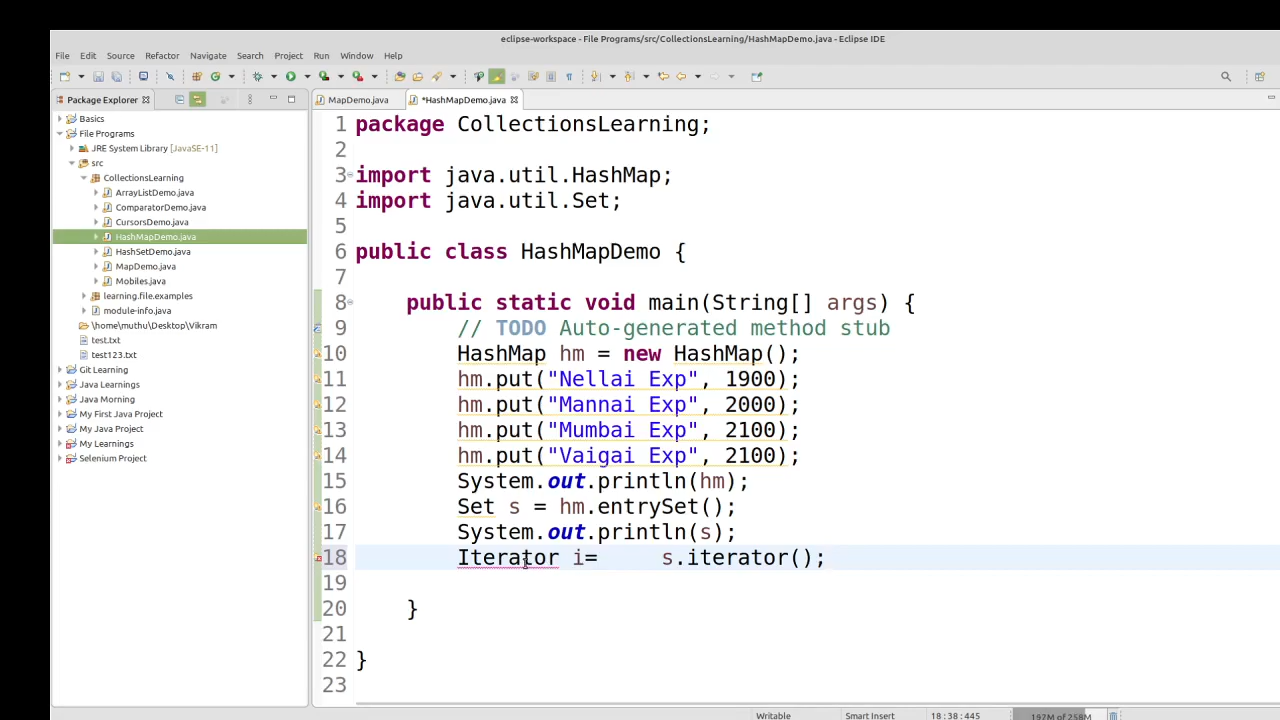 eclipse-workspace - File Programs/src/CollectionsLearning/HashMapDemo.java - Eclipse IDE
File Edit Source Refactor Navigate Search Project Run Window Help
Package Explorer
MapDemo.java
*HashMapDemo.java
Basics
File Programs
JRE System Library [JavaSE-11]
src
CollectionsLearning
ArrayListDemo.java
ComparatorDemo.java
CursorsDemo.java
HashMapDemo.java
HashSetDemo.java
MapDemo.java
Mobiles.java
learning.file.examples
module-info.java
\home\muthu\Desktop\Vikram
test.txt
test123.txt
Git Learning
Java Learnings
Java Morning
My First Java Project
My Java Project
My Learnings
Selenium Project
1 package CollectionsLearning;
2
3 import java.util.HashMap;
4 import java.util.Set;
5
6 public class HashMapDemo {
7
8 public static void main(String[] args) {
9 // TODO Auto-generated method stub
10 HashMap hm = new HashMap();
11 hm.put("Nellai Exp", 1900);
12 hm.put("Mannai Exp", 2000);
13 hm.put("Mumbai Exp", 2100);
14 hm.put("Vaigai Exp", 2100);
15 System.out.println(hm);
16 Set s = hm.entrySet();
17 System.out.println(s);
18 Iterator i=     s.iterator();
19
20 }
21
22 }
23
Writable Smart Insert 18:38:445 197M of 258M